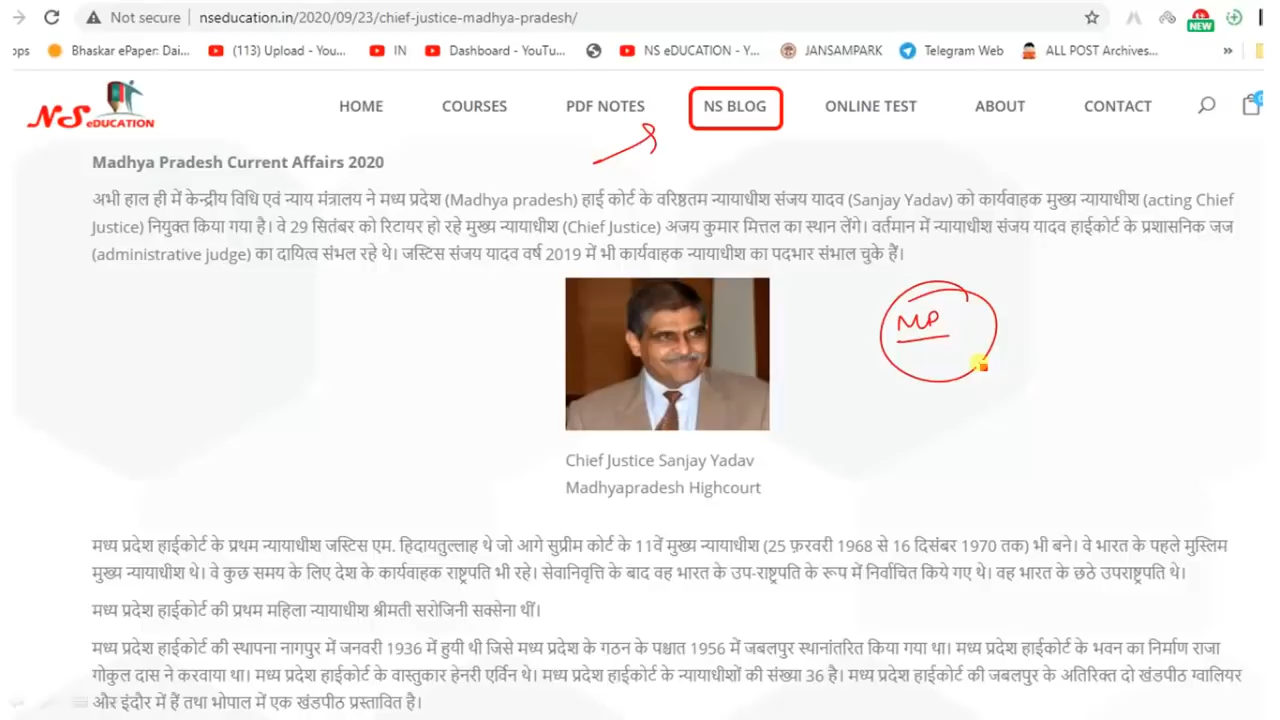 Not secure nseducation.in/2020/09/23/chief-justice-madhya-pradesh/
NEW
ops Bhaskar ePaper: Dai... (113) Upload - You... IN Dashboard - YouTu... NS eDUCATION - Y... JANSAMPARK Telegram Web ALL POST Archives... »
NS eDUCATION HOME COURSES PDF NOTES NS BLOG ONLINE TEST ABOUT CONTACT
Madhya Pradesh Current Affairs 2020
अभी हाल ही में केन्द्रीय विधि एवं न्याय मंत्रालय ने मध्य प्रदेश (Madhya pradesh) हाई कोर्ट के वरिष्ठतम न्यायाधीश संजय यादव (Sanjay Yadav) को कार्यवाहक मुख्य न्यायाधीश (acting Chief
Justice) नियुक्त किया गया है। वे 29 सितंबर को रिटायर हो रहे मुख्य न्यायाधीश (Chief Justice) अजय कुमार मित्तल का स्थान लेंगे। वर्तमान में न्यायाधीश संजय यादव हाईकोर्ट के प्रशासनिक जज
(administrative judge) का दायित्व संभल रहे थे। जस्टिस संजय यादव वर्ष 2019 में भी कार्यवाहक न्यायाधीश का पदभार संभाल चुके हैं।
MP
Chief Justice Sanjay Yadav
Madhyapradesh Highcourt
मध्य प्रदेश हाईकोर्ट के प्रथम न्यायाधीश जस्टिस एम. हिदायतुल्लाह थे जो आगे सुप्रीम कोर्ट के 11वें मुख्य न्यायाधीश (25 फ़रवरी 1968 से 16 दिसंबर 1970 तक) भी बने। वे भारत के पहले मुस्लिम
मुख्य न्यायाधीश थे। वे कुछ समय के लिए देश के कार्यवाहक राष्ट्रपति भी रहे। सेवानिवृत्ति के बाद वह भारत के उप-राष्ट्रपति के रूप में निर्वाचित किये गए थे। वह भारत के छठे उपराष्ट्रपति थे।
मध्य प्रदेश हाईकोर्ट की प्रथम महिला न्यायाधीश श्रीमती सरोजिनी सक्सेना थीं।
मध्य प्रदेश हाईकोर्ट की स्थापना नागपुर में जनवरी 1936 में हुयी थी जिसे मध्य प्रदेश के गठन के पश्चात 1956 में जबलपुर स्थानांतरित किया गया था। मध्य प्रदेश हाईकोर्ट के भवन का निर्माण राजा
गोकुल दास ने करवाया था। मध्य प्रदेश हाईकोर्ट के वास्तुकार हेनरी एर्विन थे। मध्य प्रदेश हाईकोर्ट के न्यायाधीशों की संख्या 36 है। मध्य प्रदेश हाईकोर्ट की जबलपुर के अतिरिक्त दो खंडपीठ ग्वालियर
और इंदौर में हैं तथा भोपाल में एक खंडपीठ प्रस्तावित है।